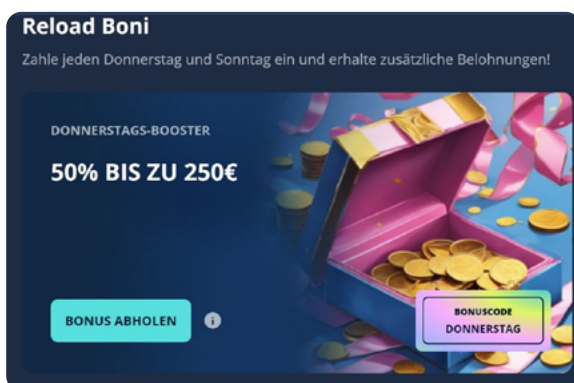 Reload Boni
Zahle jeden Donnerstag und Sonntag ein und erhalte zusätzliche Belohnungen!
DONNERSTAGS-BOOSTER
50% BIS ZU 250€
BONUS ABHOLEN
BONUSCODE
DONNERSTAG